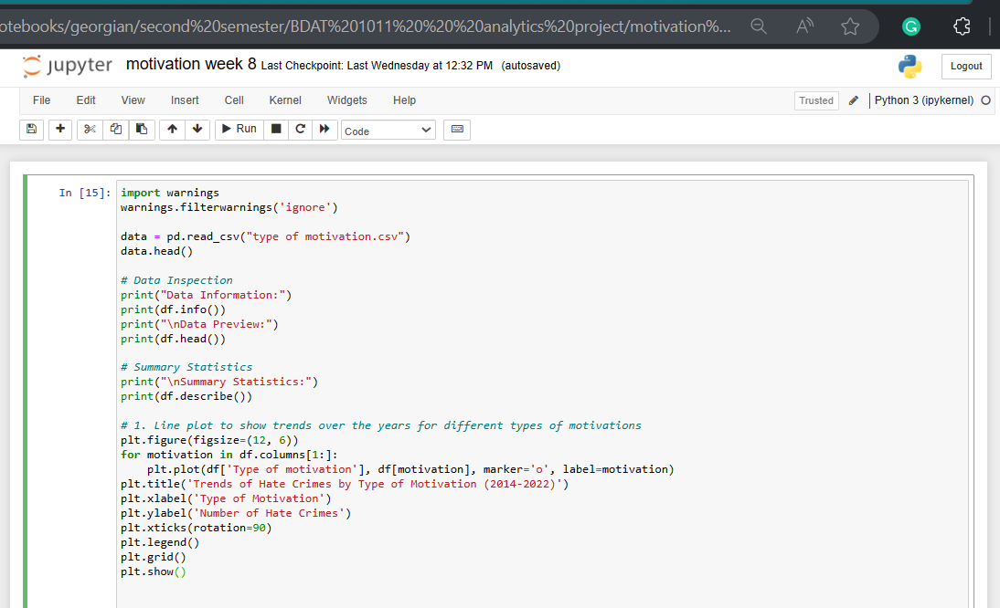 otebooks/georgian/second%20semester/BDAT%201011%20%20%20analytics%20project/motivation%...
jupyter motivation week 8 Last Checkpoint: Last Wednesday at 12:32 PM (autosaved)
Logout
File Edit View Insert Cell Kernel Widgets Help Trusted Python 3 (ipykernel)
Run Code
In [15]: import warnings
warnings.filterwarnings('ignore')
data = pd.read_csv("type of motivation.csv")
data.head()
# Data Inspection
print("Data Information:")
print(df.info())
print("\nData Preview:")
print(df.head())
# Summary Statistics
print("\nSummary Statistics:")
print(df.describe())
# 1. Line plot to show trends over the years for different types of motivations
plt.figure(figsize=(12, 6))
for motivation in df.columns[1:]:
    plt.plot(df['Type of motivation'], df[motivation], marker='o', label=motivation)
plt.title('Trends of Hate Crimes by Type of Motivation (2014-2022)')
plt.xlabel('Type of Motivation')
plt.ylabel('Number of Hate Crimes')
plt.xticks(rotation=90)
plt.legend()
plt.grid()
plt.show()